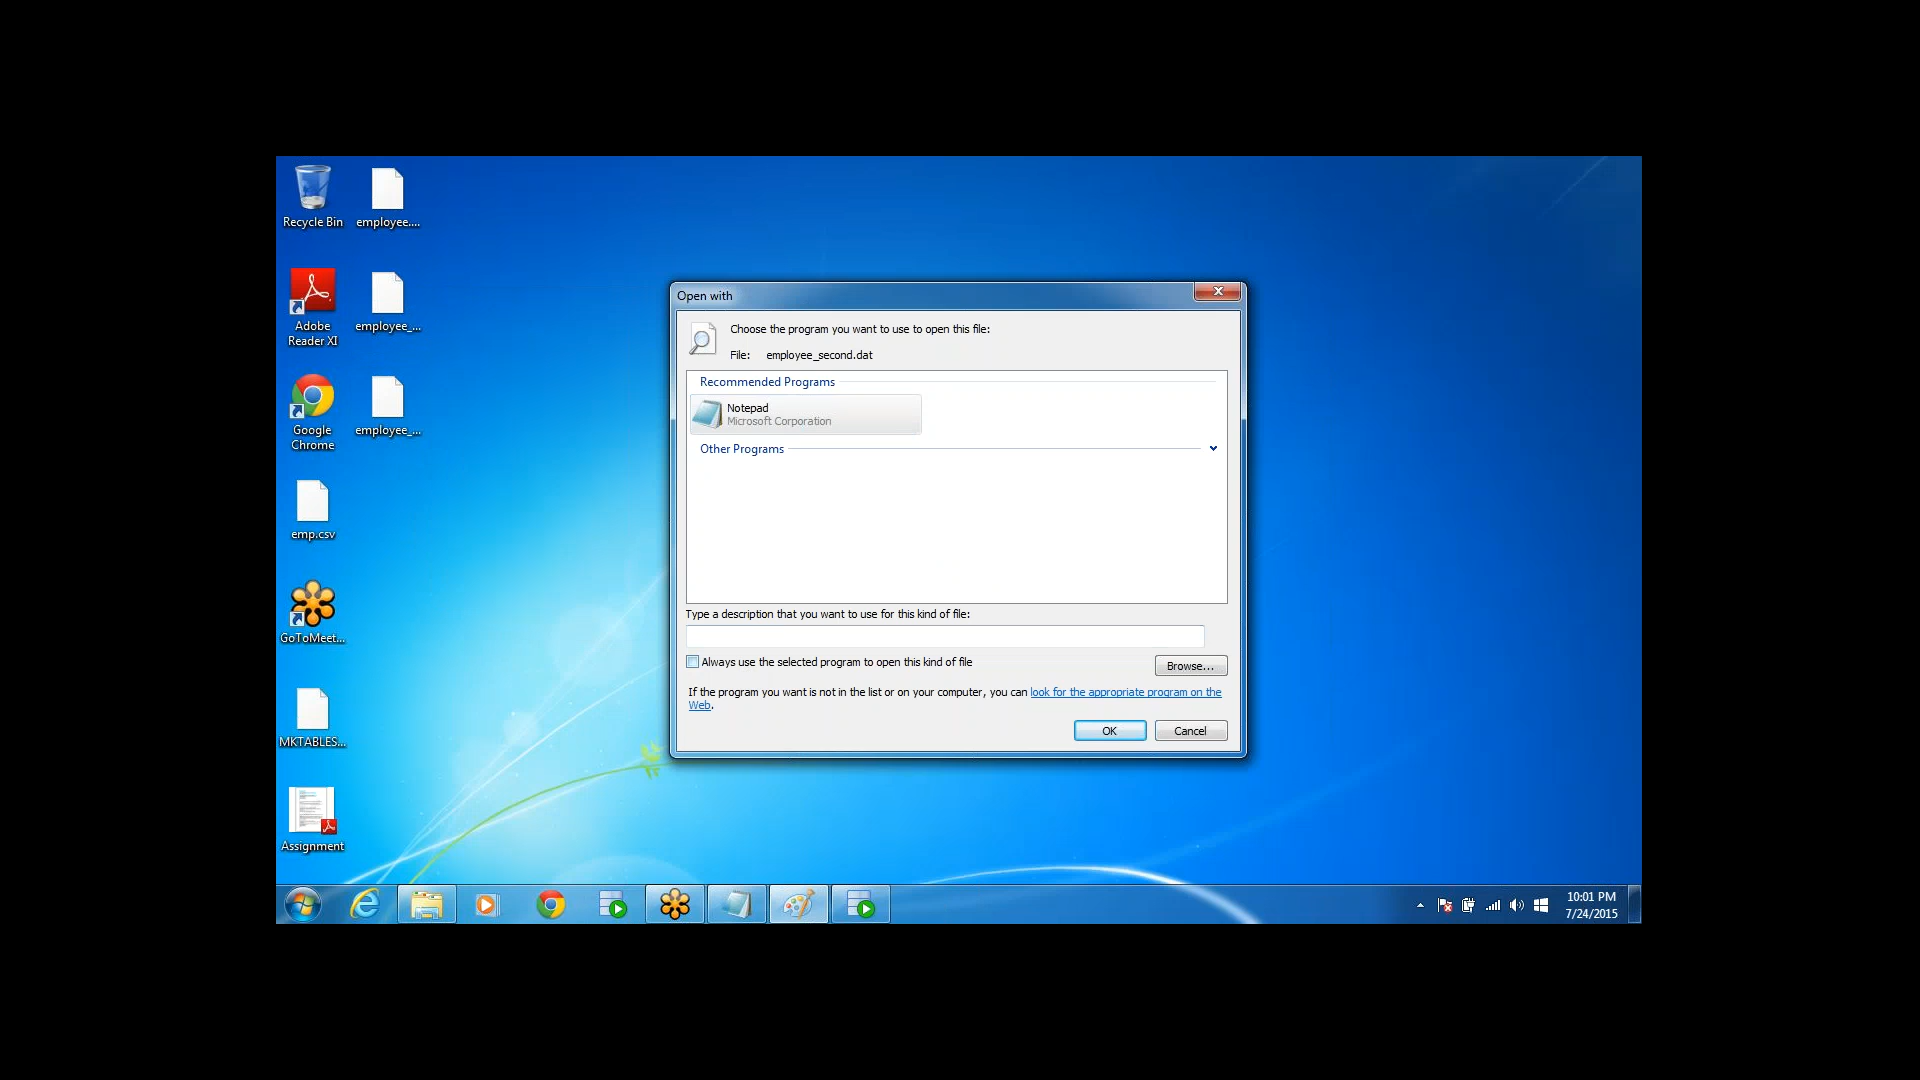 Recycle Bin
employee....
Adobe
Reader XI
employee_...
Google
Chrome
employee_...
emp.csv
GoToMeet...
MKTABLES...
Assignment
Open with
Choose the program you want to use to open this file:
File: employee_second.dat
Recommended Programs
Notepad
Microsoft Corporation
Other Programs
Type a description that you want to use for this kind of file:
Always use the selected program to open this kind of file
Browse...
If the program you want is not in the list or on your computer, you can look for the appropriate program on the
Web.
OK
Cancel
10:01 PM
7/24/2015